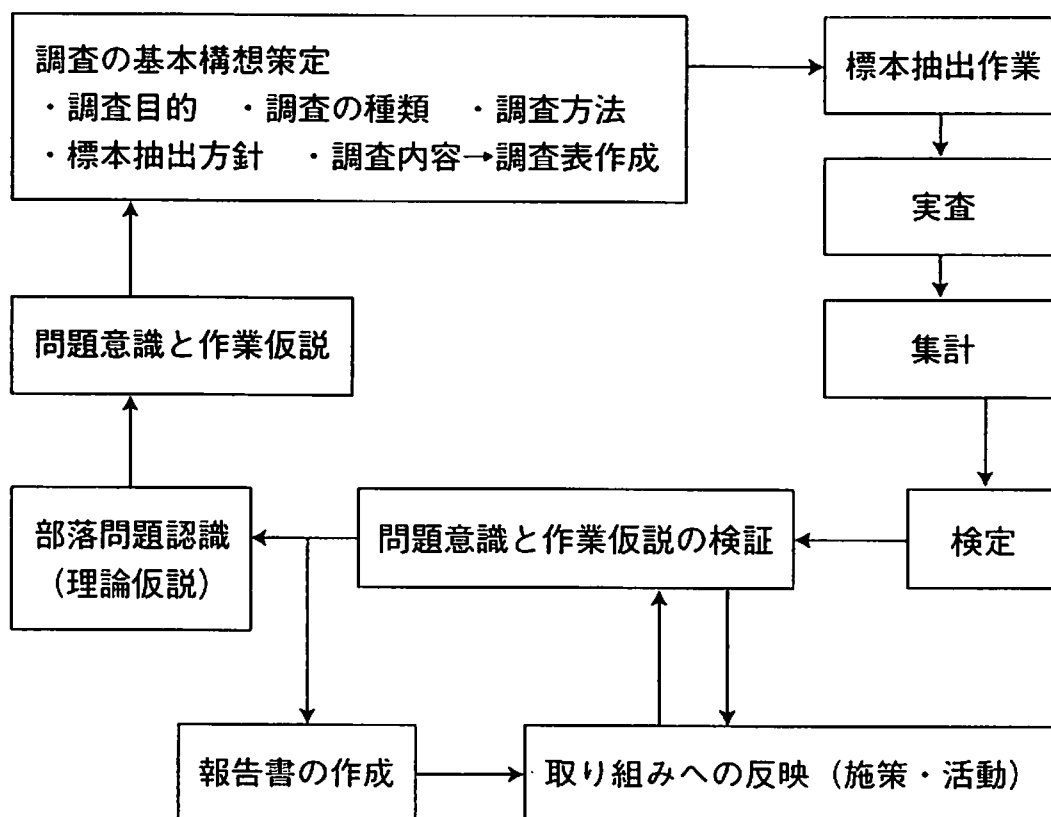 調査の基本構想策定
・調査目的 ・調査の種類 ・調査方法
・標本抽出方針 ・調査内容→調査表作成
標本抽出作業
実査
集計
検定
問題意識と作業仮説の検証
部落問題認識
(理論仮説)
問題意識と作業仮説
報告書の作成
取り組みへの反映(施策・活動)